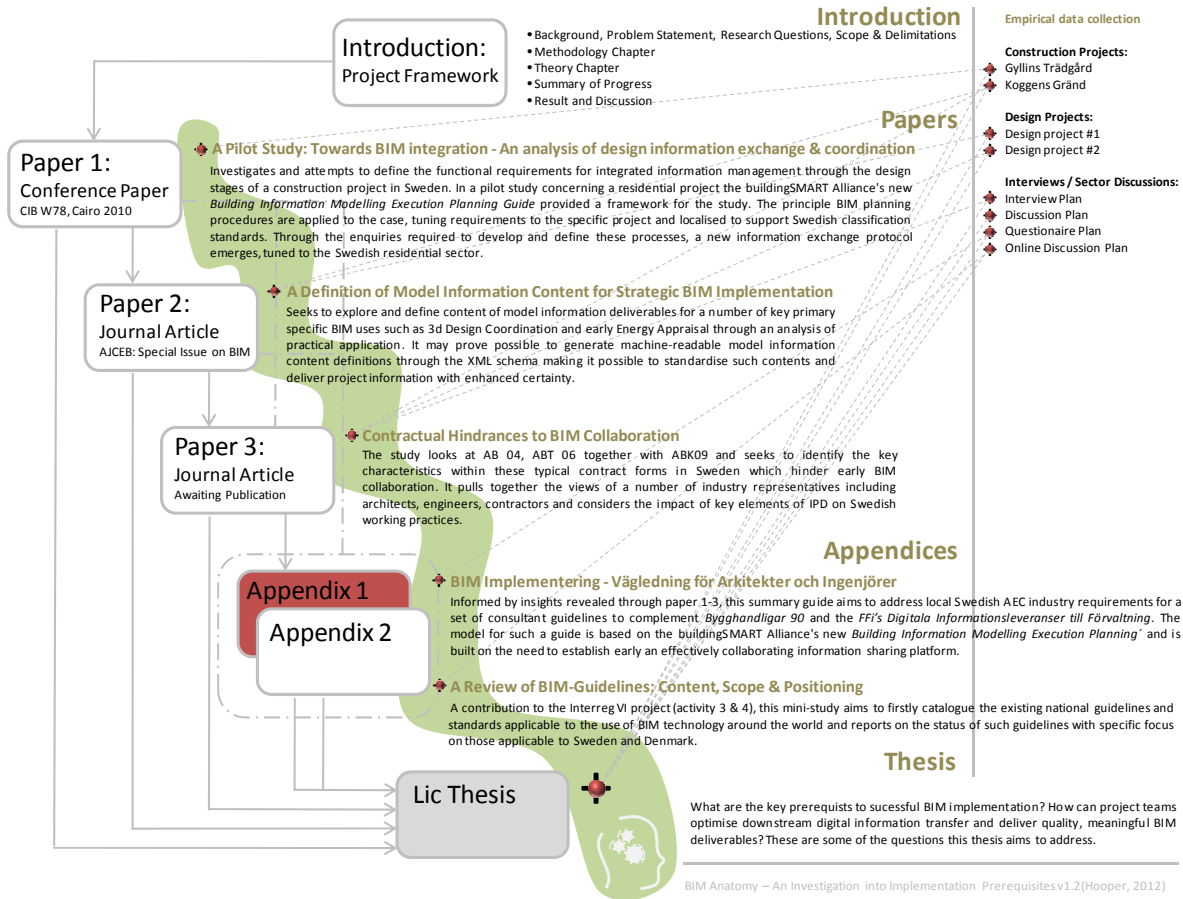 Introduction:
Project Framework
Introduction
•Background, Problem Statement, Research Questions, Scope & Delimitations
•Methodology Chapter
•Theory Chapter
•Summary of Progress
•Result and Discussion
Empirical data collection
Construction Projects:
Gyllins Trädgård
Koggens Gränd
Design Projects:
Design project #1
Design project #2
Interviews / Sector Discussions:
Interview Plan
Discussion Plan
Questionaire Plan
Online Discussion Plan
Papers
Paper 1:
Conference Paper
CIB W78, Cairo 2010
A Pilot Study: Towards BIM integration - An analysis of design information exchange & coordination
Investigates and attempts to define the functional requirements for integrated information management through the design
stages of a construction project in Sweden. In a pilot study concerning a residential project the buildingSMART Alliance's new
Building Information Modelling Execution Planning Guide provided a framework for the study. The principle BIM planning
procedures are applied to the case, tuning requirements to the specific project and localised to support Swedish classification
standards. Through the enquiries required to develop and define these processes, a new information exchange protocol
emerges, tuned to the Swedish residential sector.
Paper 2:
Journal Article
AJCEB: Special Issue on BIM
A Definition of Model Information Content for Strategic BIM Implementation
Seeks to explore and define content of model information deliverables for a number of key primary
specific BIM uses such as 3d Design Coordination and early Energy Appraisal through an analysis of
practical application. It may prove possible to generate machine-readable model information
content definitions through the XML schema making it possible to standardise such contents and
deliver project information with enhanced certainty.
Paper 3:
Journal Article
Awaiting Publication
Contractual Hindrances to BIM Collaboration
The study looks at AB 04, ABT 06 together with ABK09 and seeks to identify the key
characteristics within these typical contract forms in Sweden which hinder early BIM
collaboration. It pulls together the views of a number of industry representatives including
architects, engineers, contractors and considers the impact of key elements of IPD on Swedish
working practices.
Appendices
Appendix 1
Appendix 2
BIM Implementering - Vägledning för Arkitekter och Ingenjörer
Informed by insights revealed through paper 1-3, this summary guide aims to address local Swedish AEC industry requirements for a
set of consultant guidelines to complement Bygghandligar 90 and the FFi's Digitala Informationsleveranser till Förvaltning. The
model for such a guide is based on the buildingSMART Alliance's new Building Information Modelling Execution Planning´ and is
built on the need to establish early an effectively collaborating information sharing platform.
A Review of BIM-Guidelines: Content, Scope & Positioning
A contribution to the Interreg VI project (activity 3 & 4), this mini-study aims to firstly catalogue the existing national guidelines and
standards applicable to the use of BIM technology around the world and reports on the status of such guidelines with specific focus
on those applicable to Sweden and Denmark.
Thesis
Lic Thesis
What are the key prerequists to sucessful BIM implementation? How can project teams
optimise downstream digital information transfer and deliver quality, meaningful BIM
deliverables? These are some of the questions this thesis aims to address.
BIM Anatomy – An Investigation into Implementation Prerequisites v1.2(Hooper, 2012)